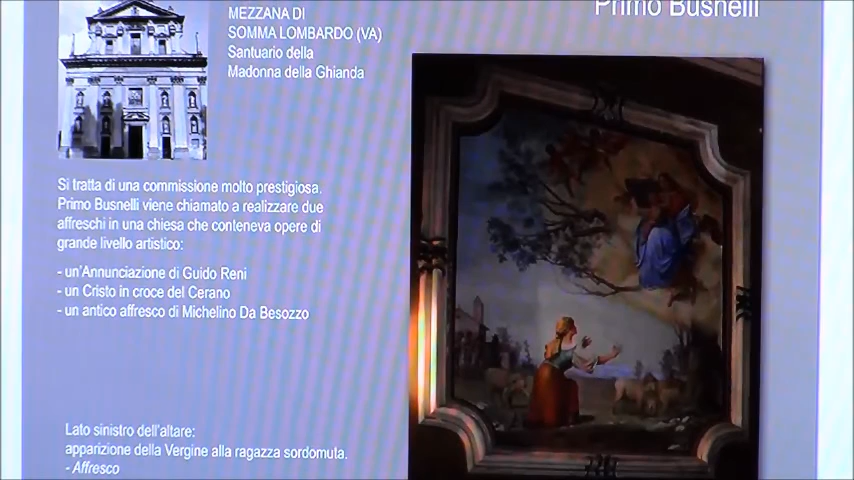 Primo Busnelli
MEZZANA DI
SOMMA LOMBARDO (VA)
Santuario della
Madonna della Ghianda
Si tratta di una commissione molto prestigiosa.
Primo Busnelli viene chiamato a realizzare due
affreschi in una chiesa che conteneva opere di
grande livello artistico:
- un'Annunciazione di Guido Reni
- un Cristo in croce del Cerano
- un antico affresco di Michelino Da Besozzo
Lato sinistro dell'altare:
apparizione della Vergine alla ragazza sordomuta.
- Affresco